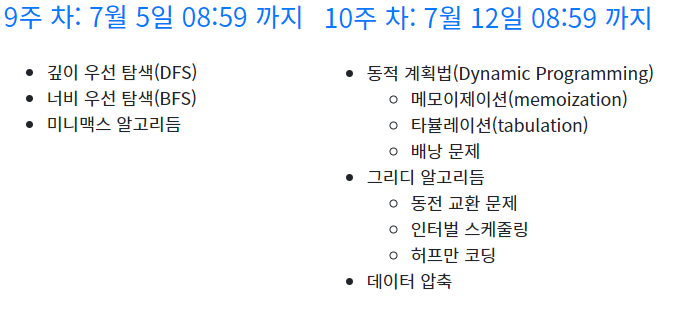 9주 차: 7월 5일 08:59 까지
깊이 우선 탐색(DFS)
너비 우선 탐색(BFS)
미니맥스 알고리듬
10주 차: 7월 12일 08:59 까지
동적 계획법(Dynamic Programming)
메모이제이션(memoization)
타뷸레이션(tabulation)
배낭 문제
그리디 알고리듬
동전 교환 문제
인터벌 스케줄링
허프만 코딩
데이터 압축